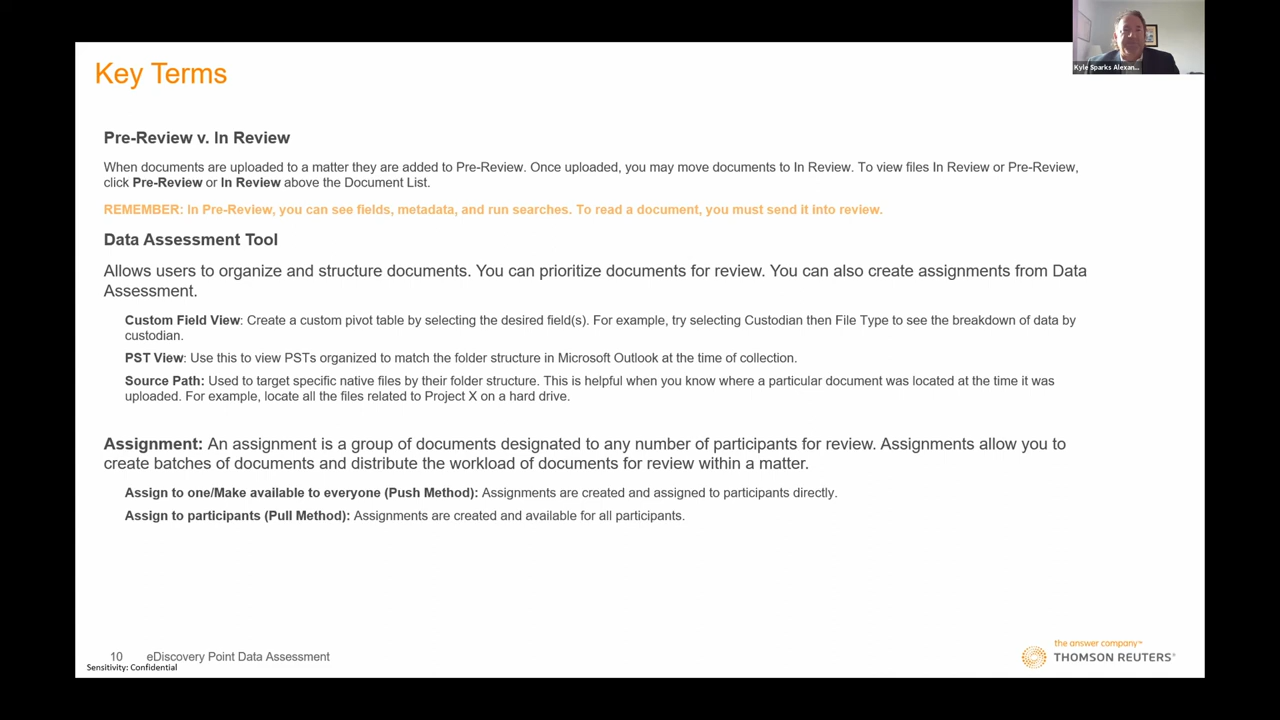 Kyle Sparks Alexan...
Key Terms
Pre-Review v. In Review
When documents are uploaded to a matter they are added to Pre-Review. Once uploaded, you may move documents to In Review. To view files In Review or Pre-Review,
click Pre-Review or In Review above the Document List.
REMEMBER: In Pre-Review, you can see fields, metadata, and run searches. To read a document, you must send it into review.
Data Assessment Tool
Allows users to organize and structure documents. You can prioritize documents for review. You can also create assignments from Data
Assessment.
Custom Field View: Create a custom pivot table by selecting the desired field(s). For example, try selecting Custodian then File Type to see the breakdown of data by
custodian.
PST View: Use this to view PSTs organized to match the folder structure in Microsoft Outlook at the time of collection.
Source Path: Used to target specific native files by their folder structure. This is helpful when you know where a particular document was located at the time it was
uploaded. For example, locate all the files related to Project X on a hard drive.
Assignment: An assignment is a group of documents designated to any number of participants for review. Assignments allow you to
create batches of documents and distribute the workload of documents for review within a matter.
Assign to one/Make available to everyone (Push Method): Assignments are created and assigned to participants directly.
Assign to participants (Pull Method): Assignments are created and available for all participants.
10 eDiscovery Point Data Assessment
Sensitivity: Confidential
the answer company™
THOMSON REUTERS®